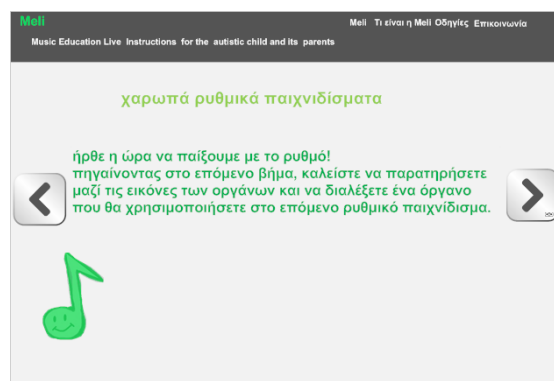 Meli
Meli Τι είναι η Meli Οδηγίες Επικοινωνία
Music Education Live Instructions for the autistic child and its parents
χαρωπά ρυθμικά παιχνιδίσματα
ήρθε η ώρα να παίξουμε με το ρυθμό!
πηγαίνοντας στο επόμενο βήμα, καλείστε να παρατηρήσετε
μαζί τις εικόνες των οργάνων και να διαλέξετε ένα όργανο
που θα χρησιμοποιήσετε στο επόμενο ρυθμικό παιχνίδισμα.